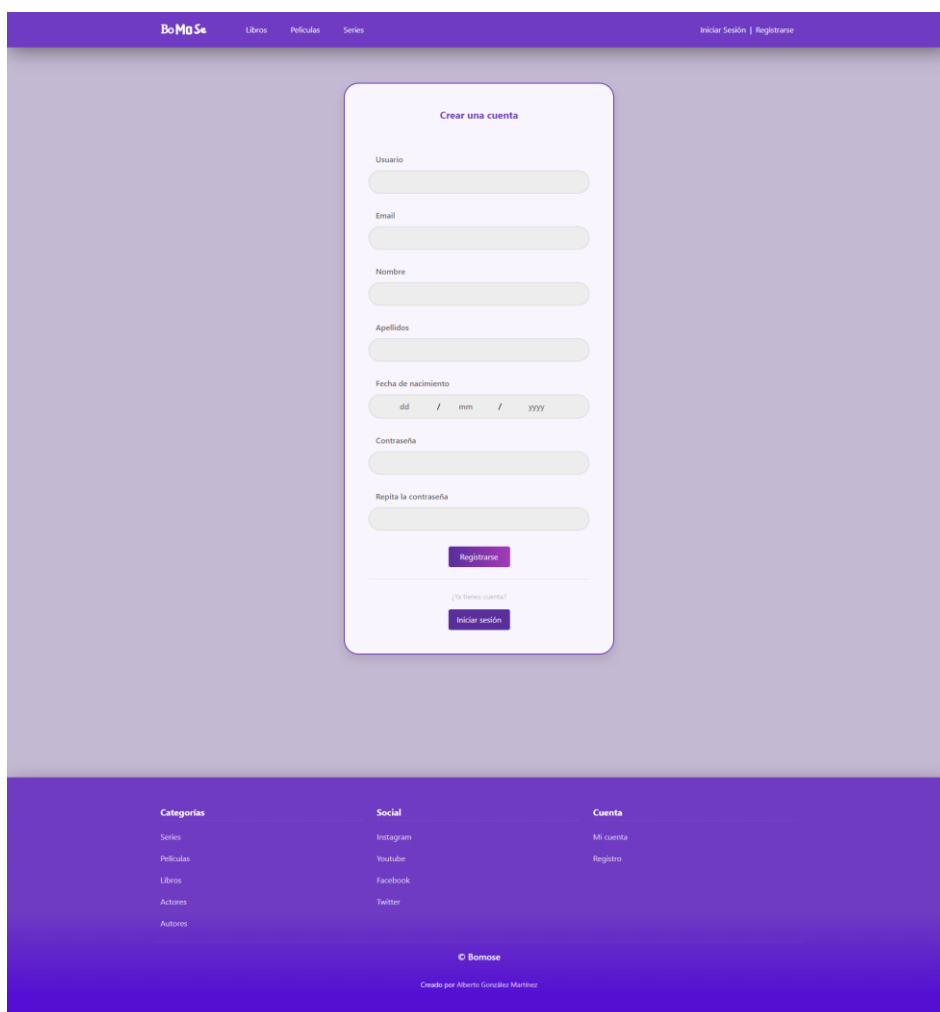 BoMoSe Libros Películas Series Iniciar Sesión | Registrarse
Crear una cuenta
Usuario
Email
Nombre
Apellidos
Fecha de nacimiento
dd / mm / yyyy
Contraseña
Repita la contraseña
Registrarse
¿Ya tienes cuenta?
Iniciar sesión
Categorías Social Cuenta
Series Instagram Mi cuenta
Películas Youtube Registro
Libros Facebook
Actores Twitter
Autores
© Bomose
Creado por Alberto González Martínez